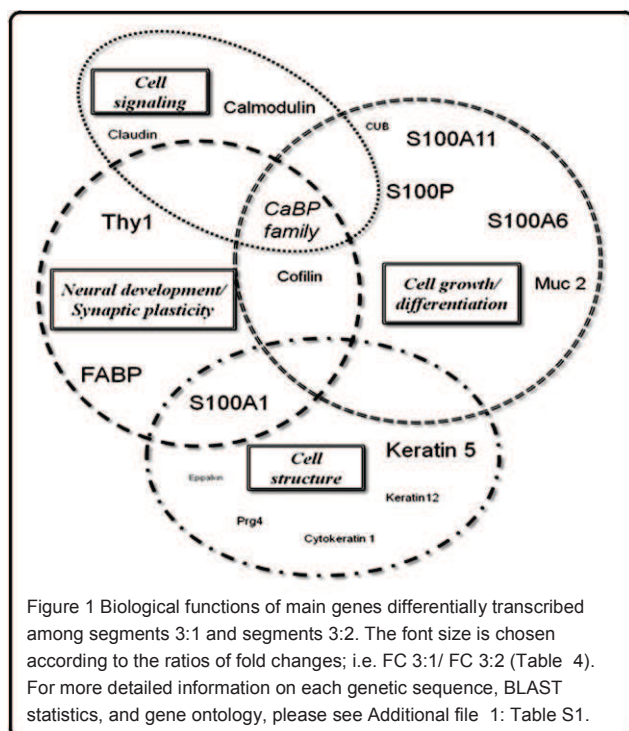 Cell
signaling
Calmodulin
Claudin
CUB
S100A11
S100P
CaBP
family
Thy1
S100A6
Cofilin
Neural development/
Synaptic plasticity
Cell growth/
differentiation
Muc 2
FABP
S100A1
Keratin 5
Cell
structure
Eppakin
Keratin12
Prg4
Cytokeratin 1
Figure 1 Biological functions of main genes differentially transcribed
among segments 3:1 and segments 3:2. The font size is chosen
according to the ratios of fold changes; i.e. FC 3:1/ FC 3:2 (Table 4).
For more detailed information on each genetic sequence, BLAST
statistics, and gene ontology, please see Additional file 1: Table S1.